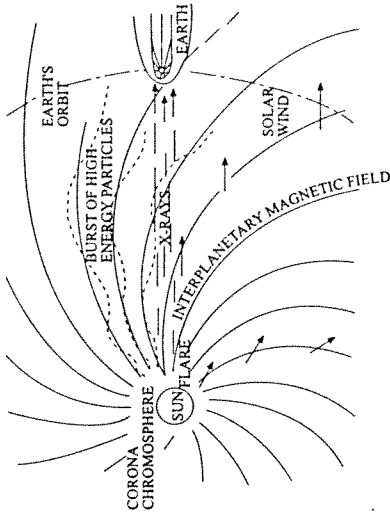 EARTH
EARTH'S
ORBIT
BURST OF HIGH
ENERGY PARTICLES
X-RAYS
SOLAR
WIND
INTERPLANETARY MAGNETIC FIELD
CORONA
CHROMOSPHERE
SUN
FLARE